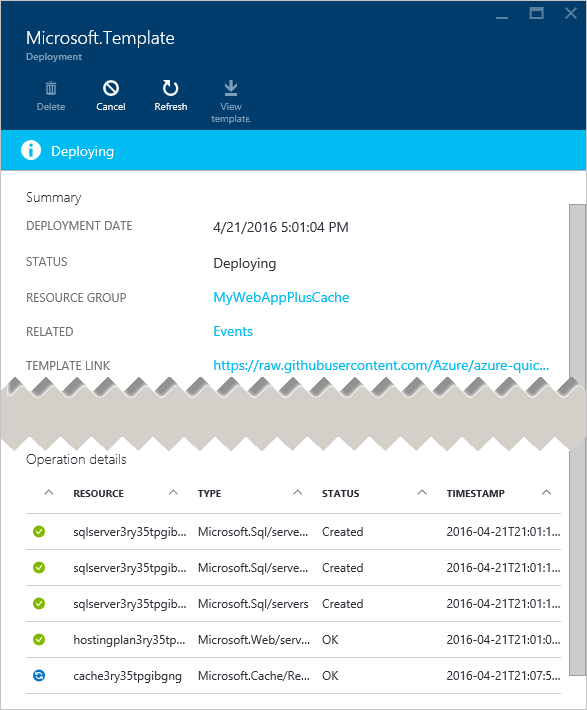 Microsoft.Template
Deployment
Delete Cancel Refresh View template
Deploying
Summary
DEPLOYMENT DATE 4/21/2016 5:01:04 PM
STATUS Deploying
RESOURCE GROUP MyWebAppPlusCache
RELATED Events
TEMPLATE LINK https://raw.githubusercontent.com/Azure/azure-quic...
Operation details
RESOURCE TYPE STATUS TIMESTAMP
sqlserver3ry35tpgib... Microsoft.Sql/serve... Created 2016-04-21T21:01:1...
sqlserver3ry35tpgib... Microsoft.Sql/serve... Created 2016-04-21T21:01:1...
sqlserver3ry35tpgib... Microsoft.Sql/servers Created 2016-04-21T21:01:1...
hostingplan3ry35tp... Microsoft.Web/serv... OK 2016-04-21T21:01:0...
cache3ry35tpgibgng Microsoft.Cache/Re... OK 2016-04-21T21:07:5...